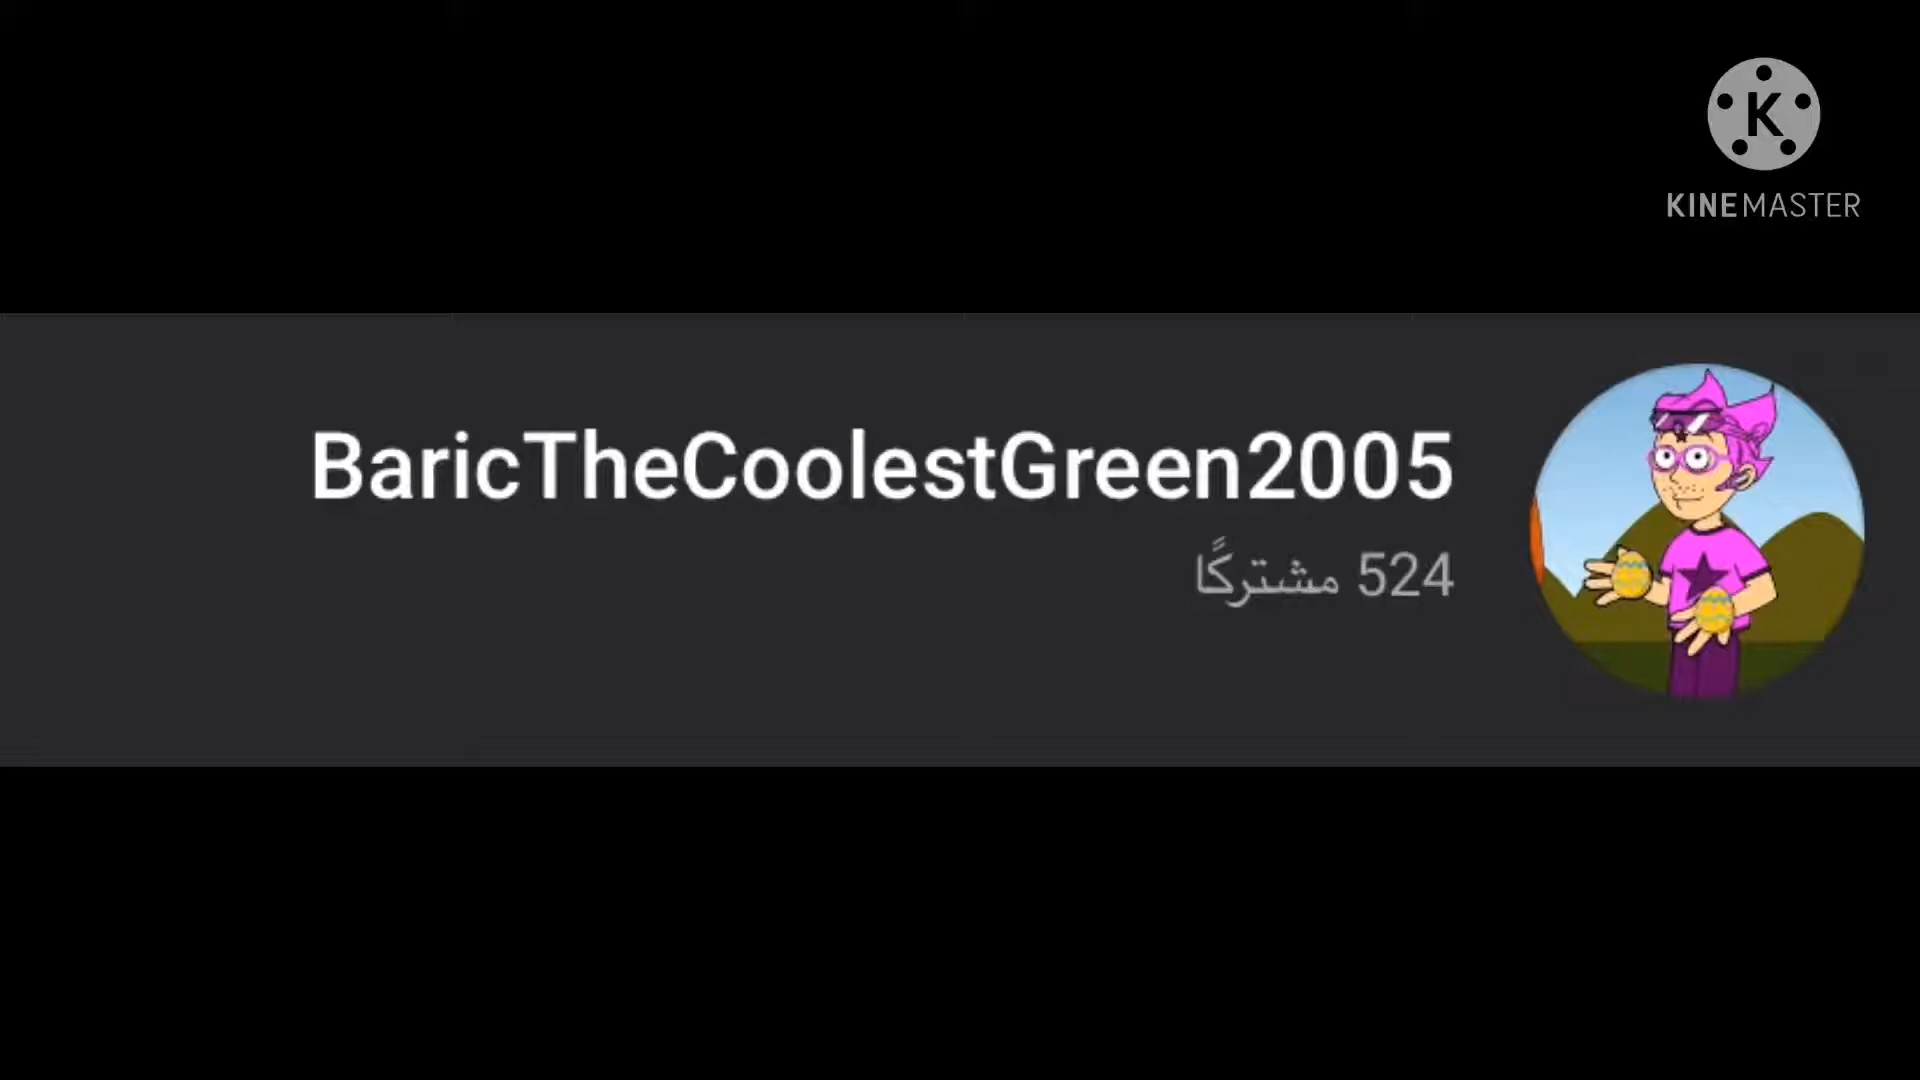 K
KINEMASTER
BaricTheCoolestGreen2005
524 مشتركًا